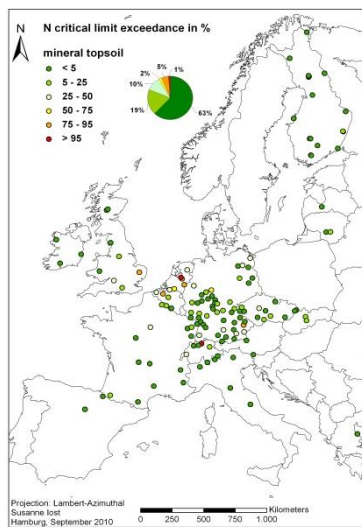 N critical limit exceedance in %
N
mineral topsoil
< 5
5 - 25
25 - 50
50 - 75
75 - 95
> 95
2%
5%
1%
10%
19%
63%
Projection: Lambert-Azimuthal
Susanne Iost
Hamburg, September 2010
Kilometers
0 125 250 500 750 1.000